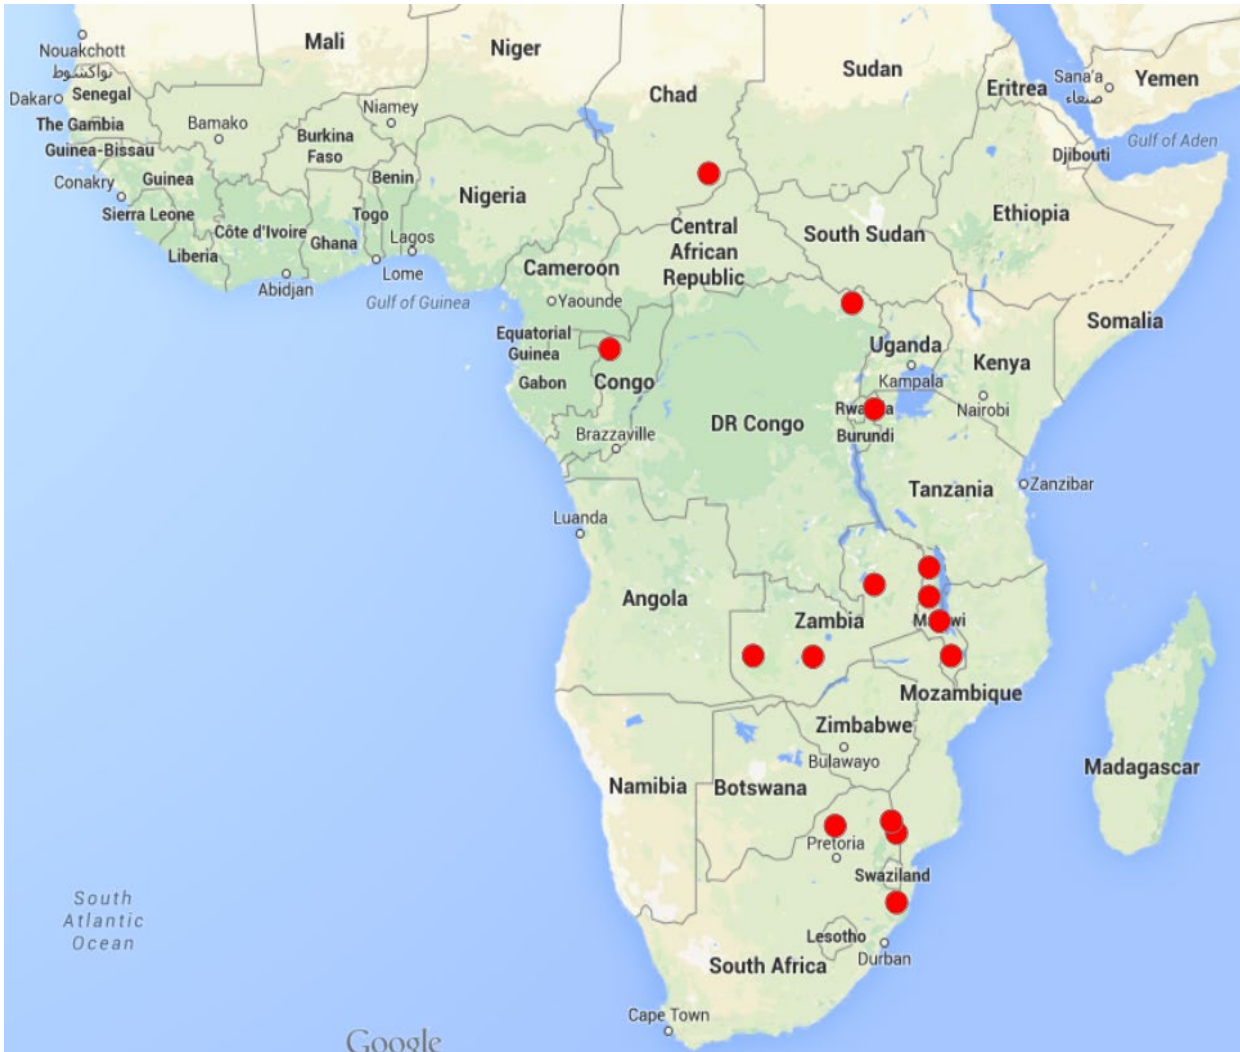 Mali
Niger
Nouakchott
نواكشوط
Chad
Sudan
Eritrea
Sana'a
صنعاء
Yemen
Dakar
Senegal
The Gambia
Bamako
Niamey
Burkina
Faso
Guinea-Bissau
Gulf of Aden
Djibouti
Conakry
Guinea
Benin
Nigeria
Sierra Leone
Togo
Ethiopia
Côte d'Ivoire
Ghana
Lagos
Central
African
Republic
South Sudan
Liberia
Lome
Cameroon
Abidjan
Gulf of Guinea
Yaounde
Somalia
Equatorial
Guinea
Uganda
Kenya
Gabon
Congo
Kampala
Nairobi
DR Congo
Burundi
Brazzaville
Tanzania
Zanzibar
Luanda
Angola
Zambia
Mozambique
Zimbabwe
Bulawayo
Madagascar
Namibia
Botswana
Pretoria
Swaziland
South
Atlantic
Ocean
Lesotho
Durban
South Africa
Cape Town
Google